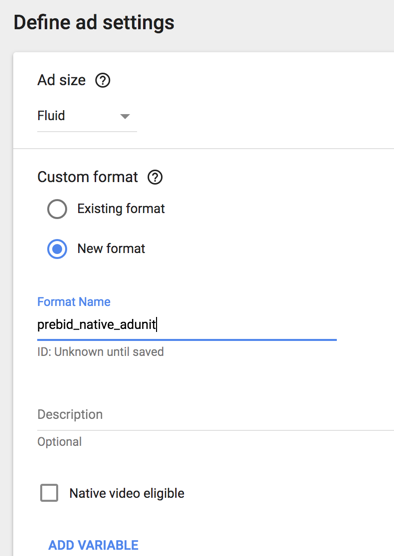 Define ad settings
Ad size
Fluid
Custom format
Existing format
New format
Format Name
prebid_native_adunit
ID: Unknown until saved
Description
Optional
Native video eligible
ADD VARIABLE